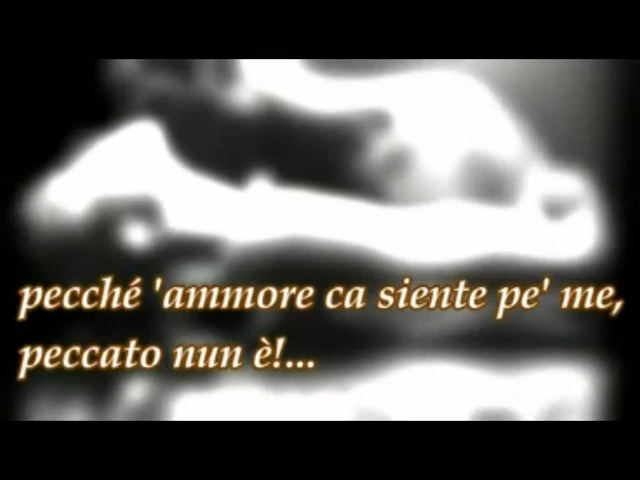 pecché 'ammore ca siente pe' me,
peccato nun è!...